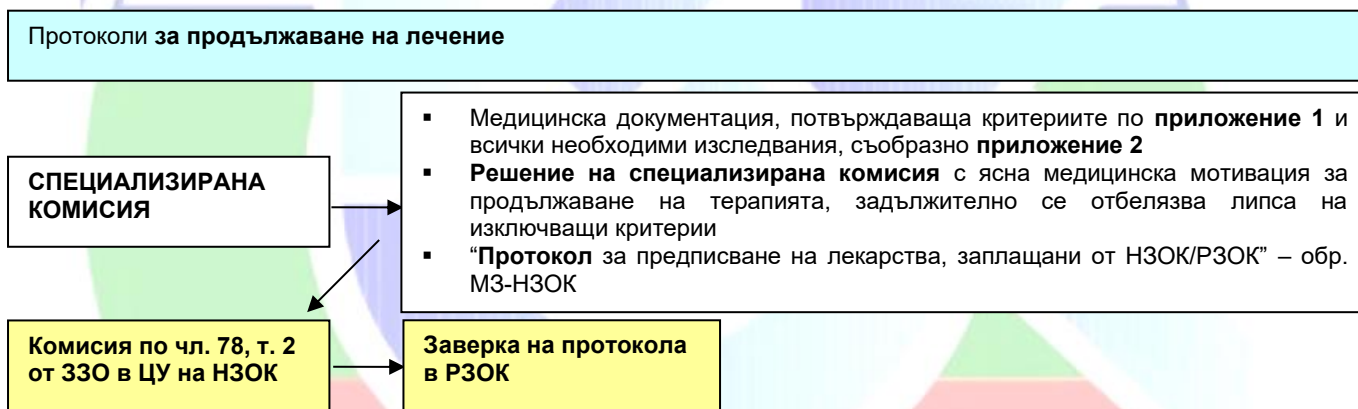 Протоколи за продължаване на лечение
СПЕЦИАЛИЗИРАНА
КОМИСИЯ
▪ Медицинска документация, потвърждаваща критериите по приложение 1 и
всички необходими изследвания, съобразно приложение 2
▪ Решение на специализирана комисия с ясна медицинска мотивация за
продължаване на терапията, задължително се отбелязва липса на
изключващи критерии
▪ “Протокол за предписване на лекарства, заплащани от НЗОК/РЗОК” – обр.
МЗ-НЗОК
Комисия по чл. 78, т. 2
от ЗЗО в ЦУ на НЗОК
Заверка на протокола
в РЗОК